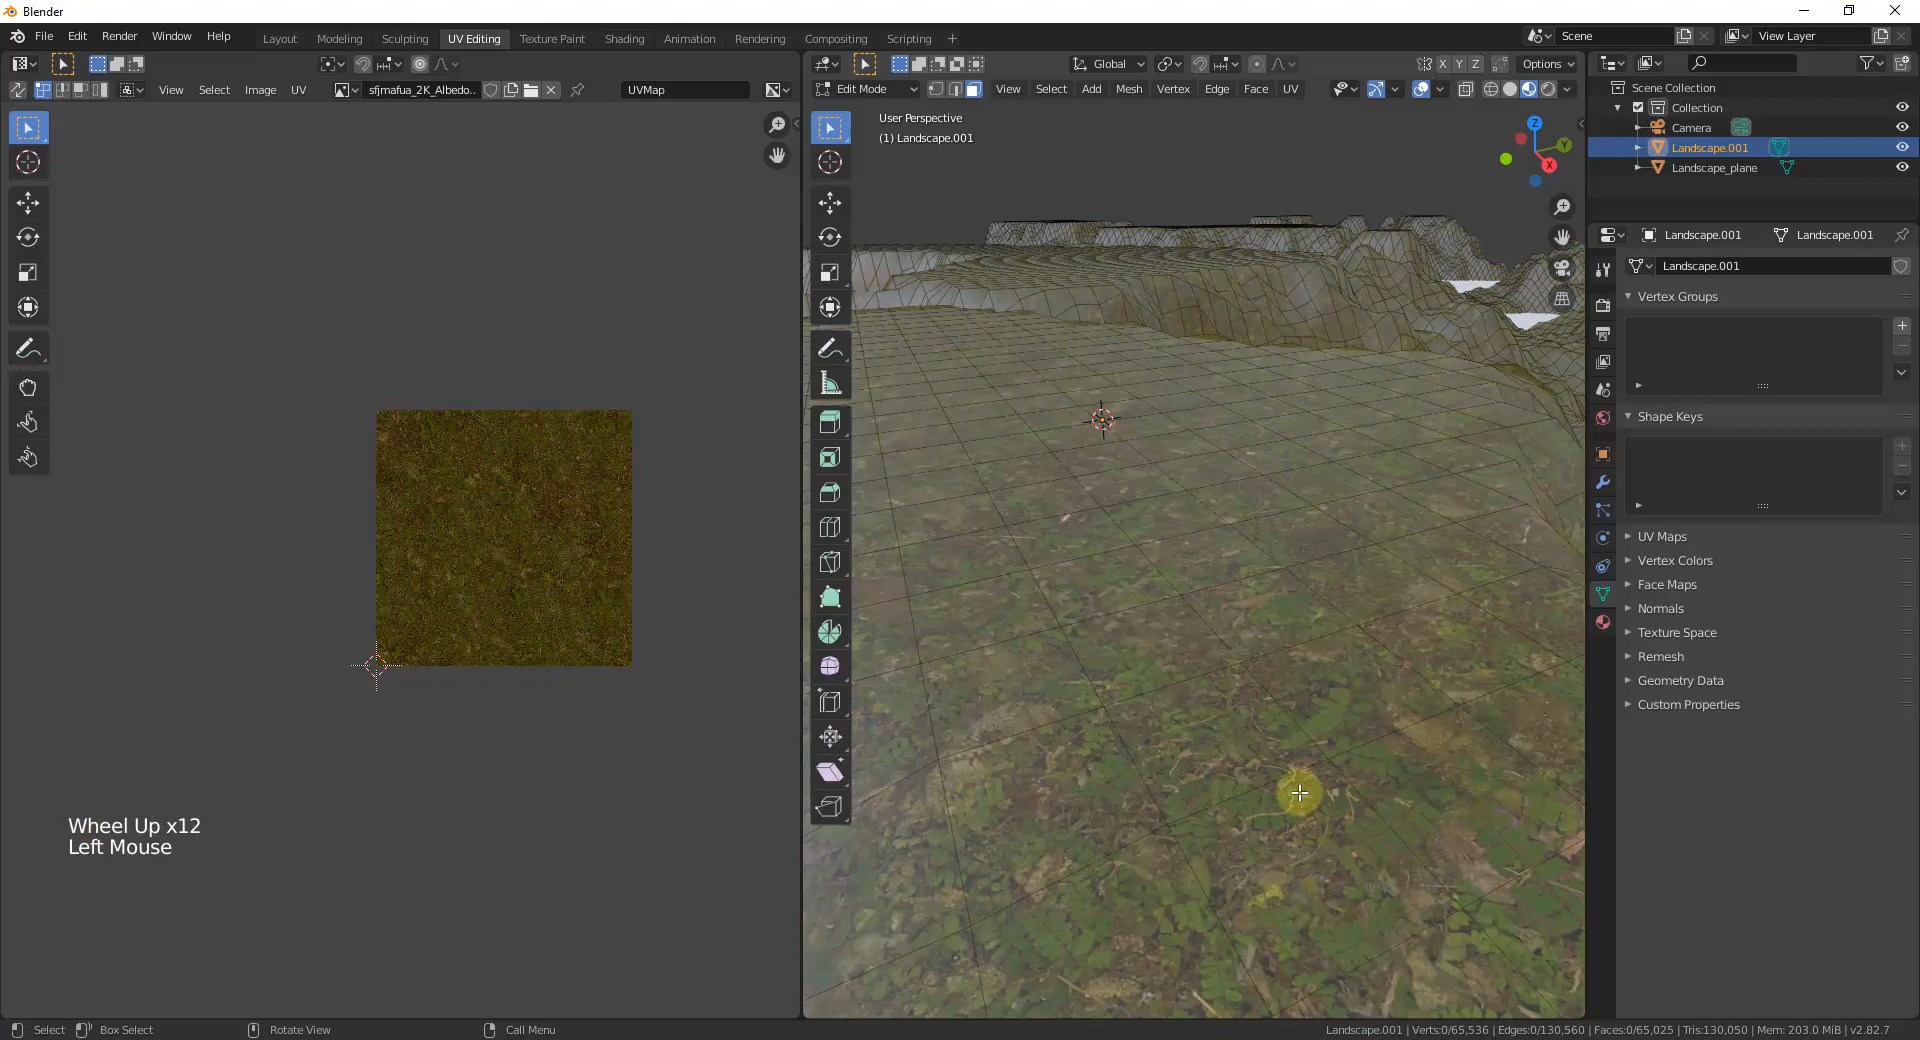 Blender
File Edit Render Window Help
Layout Modeling Sculpting UV Editing Texture Paint Shading Animation Rendering Compositing Scripting
Scene
View Layer
Global
X Y Z
Options
View Select Image UV
sfjmafua_2K_Albedo..
UVMap
Edit Mode
View Select Add Mesh Vertex Edge Face UV
User Perspective
(1) Landscape.001
Z
Y
X
Scene Collection
Collection
Camera
Landscape.001
Landscape_plane
Landscape.001
Landscape.001
Landscape.001
Vertex Groups
Shape Keys
UV Maps
Vertex Colors
Face Maps
Normals
Texture Space
Remesh
Geometry Data
Custom Properties
Wheel Up x12
Left Mouse
Select
Box Select
Rotate View
Call Menu
Landscape.001 | Verts:0/65,536 | Edges:0/130,560 | Faces:0/65,025 | Tris:130,050 | Mem: 203.0 MiB | v2.82.7